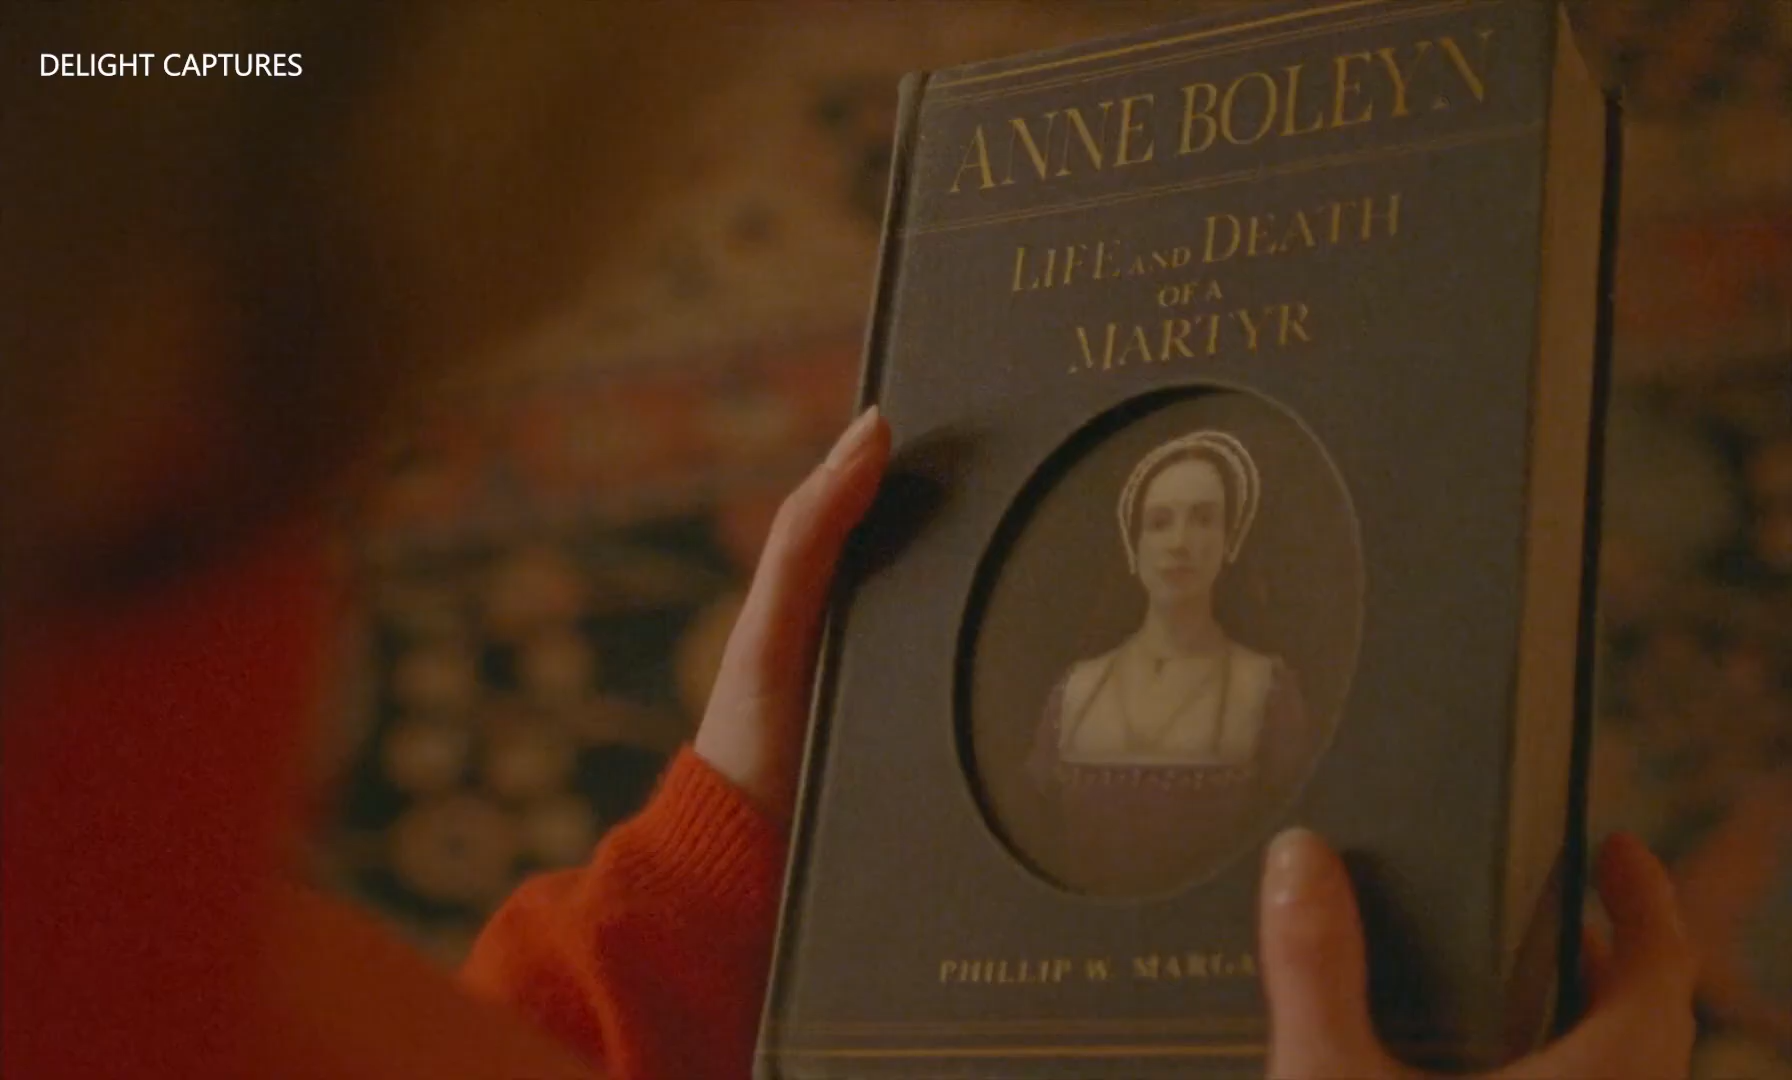 DELIGHT CAPTURES
ANNE BOLEYN
LIFE AND DEATH
OF A
MARTYR
PHILLIP W.